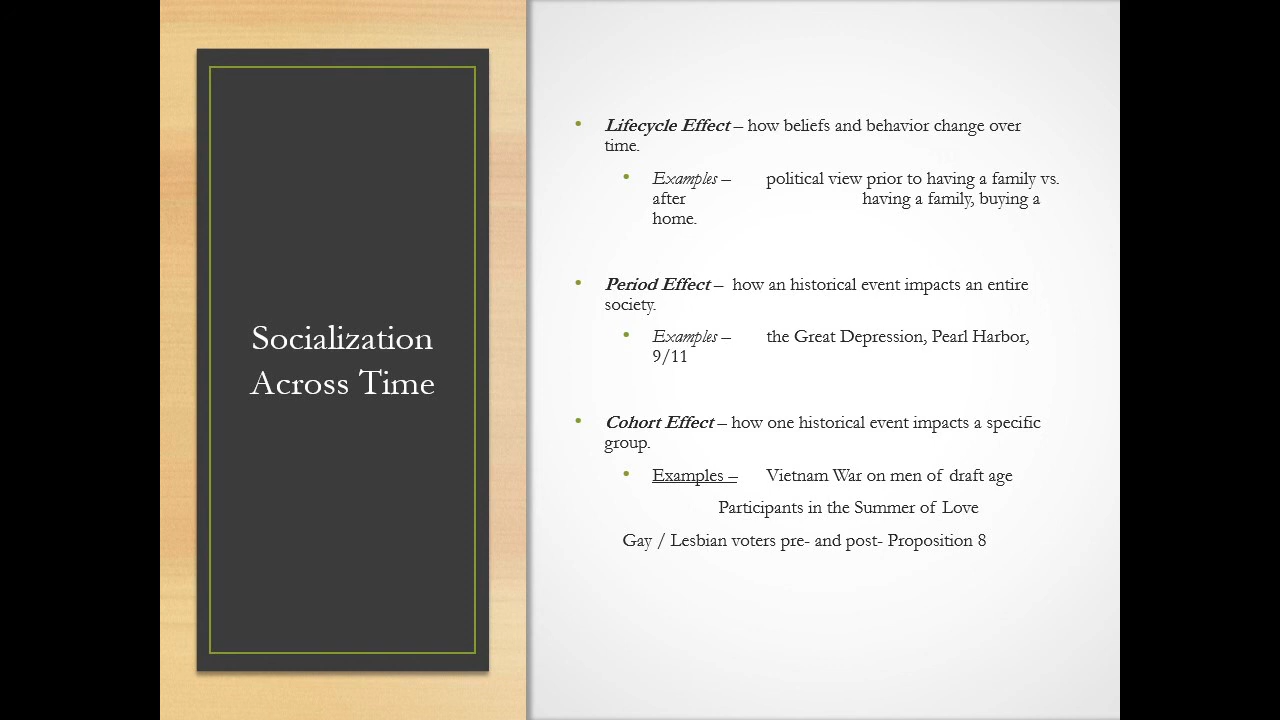 Socialization
Across Time
• Lifecycle Effect – how beliefs and behavior change over
time.
• Examples – political view prior to having a family vs.
after having a family, buying a
home.
• Period Effect – how an historical event impacts an entire
society.
• Examples – the Great Depression, Pearl Harbor,
9/11
• Cohort Effect – how one historical event impacts a specific
group.
• Examples – Vietnam War on men of draft age
Participants in the Summer of Love
Gay / Lesbian voters pre- and post- Proposition 8